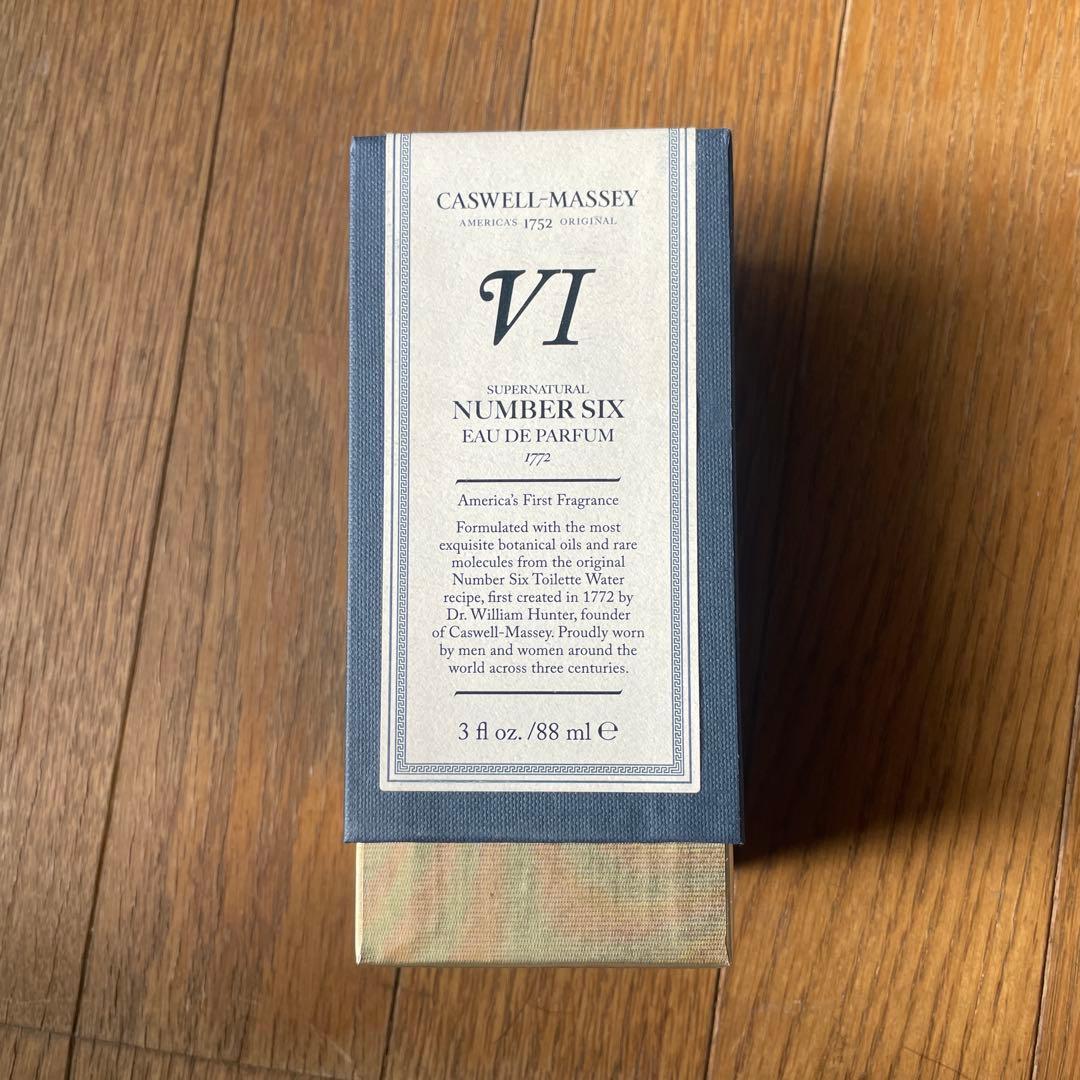 CASWELL-MASSEY
AMERICA'S 1752 ORIGINAL
VI
SUPERNATURAL
NUMBER SIX
EAU DE PARFUM
1772
America's First Fragrance
Formulated with the most
exquisite botanical oils and rare
molecules from the original
Number Six Toilette Water
recipe, first created in 1772 by
Dr. William Hunter, founder
of Caswell-Massey. Proudly worn
by men and women around the
world across three centuries.
3 fl oz. /88 ml ℮